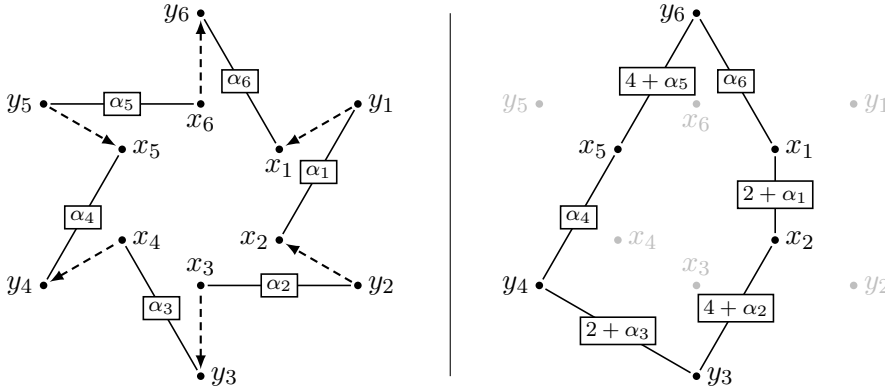 y₆
α₆
y₅
α₅
x₆
y₁
x₅
x₁
α₁
α₄
x₄
x₂
x₃
y₄
α₃
α₂
y₂
y₃
y₆
4 + α₅
α₆
y₅
x₆
y₁
x₅
x₁
2 + α₁
α₄
x₄
x₂
x₃
y₄
2 + α₃
4 + α₂
y₂
y₃